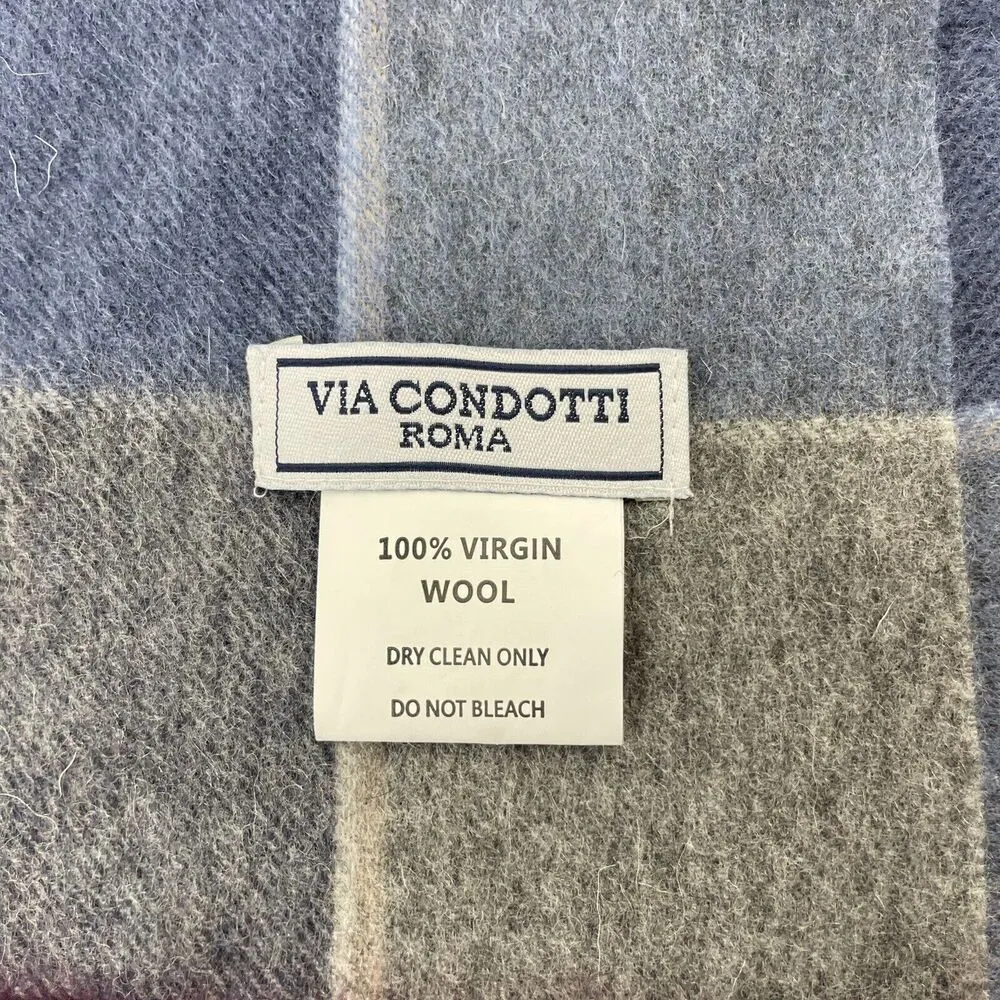 VIA CONDOTTI
ROMA
100% VIRGIN
WOOL
DRY CLEAN ONLY
DO NOT BLEACH